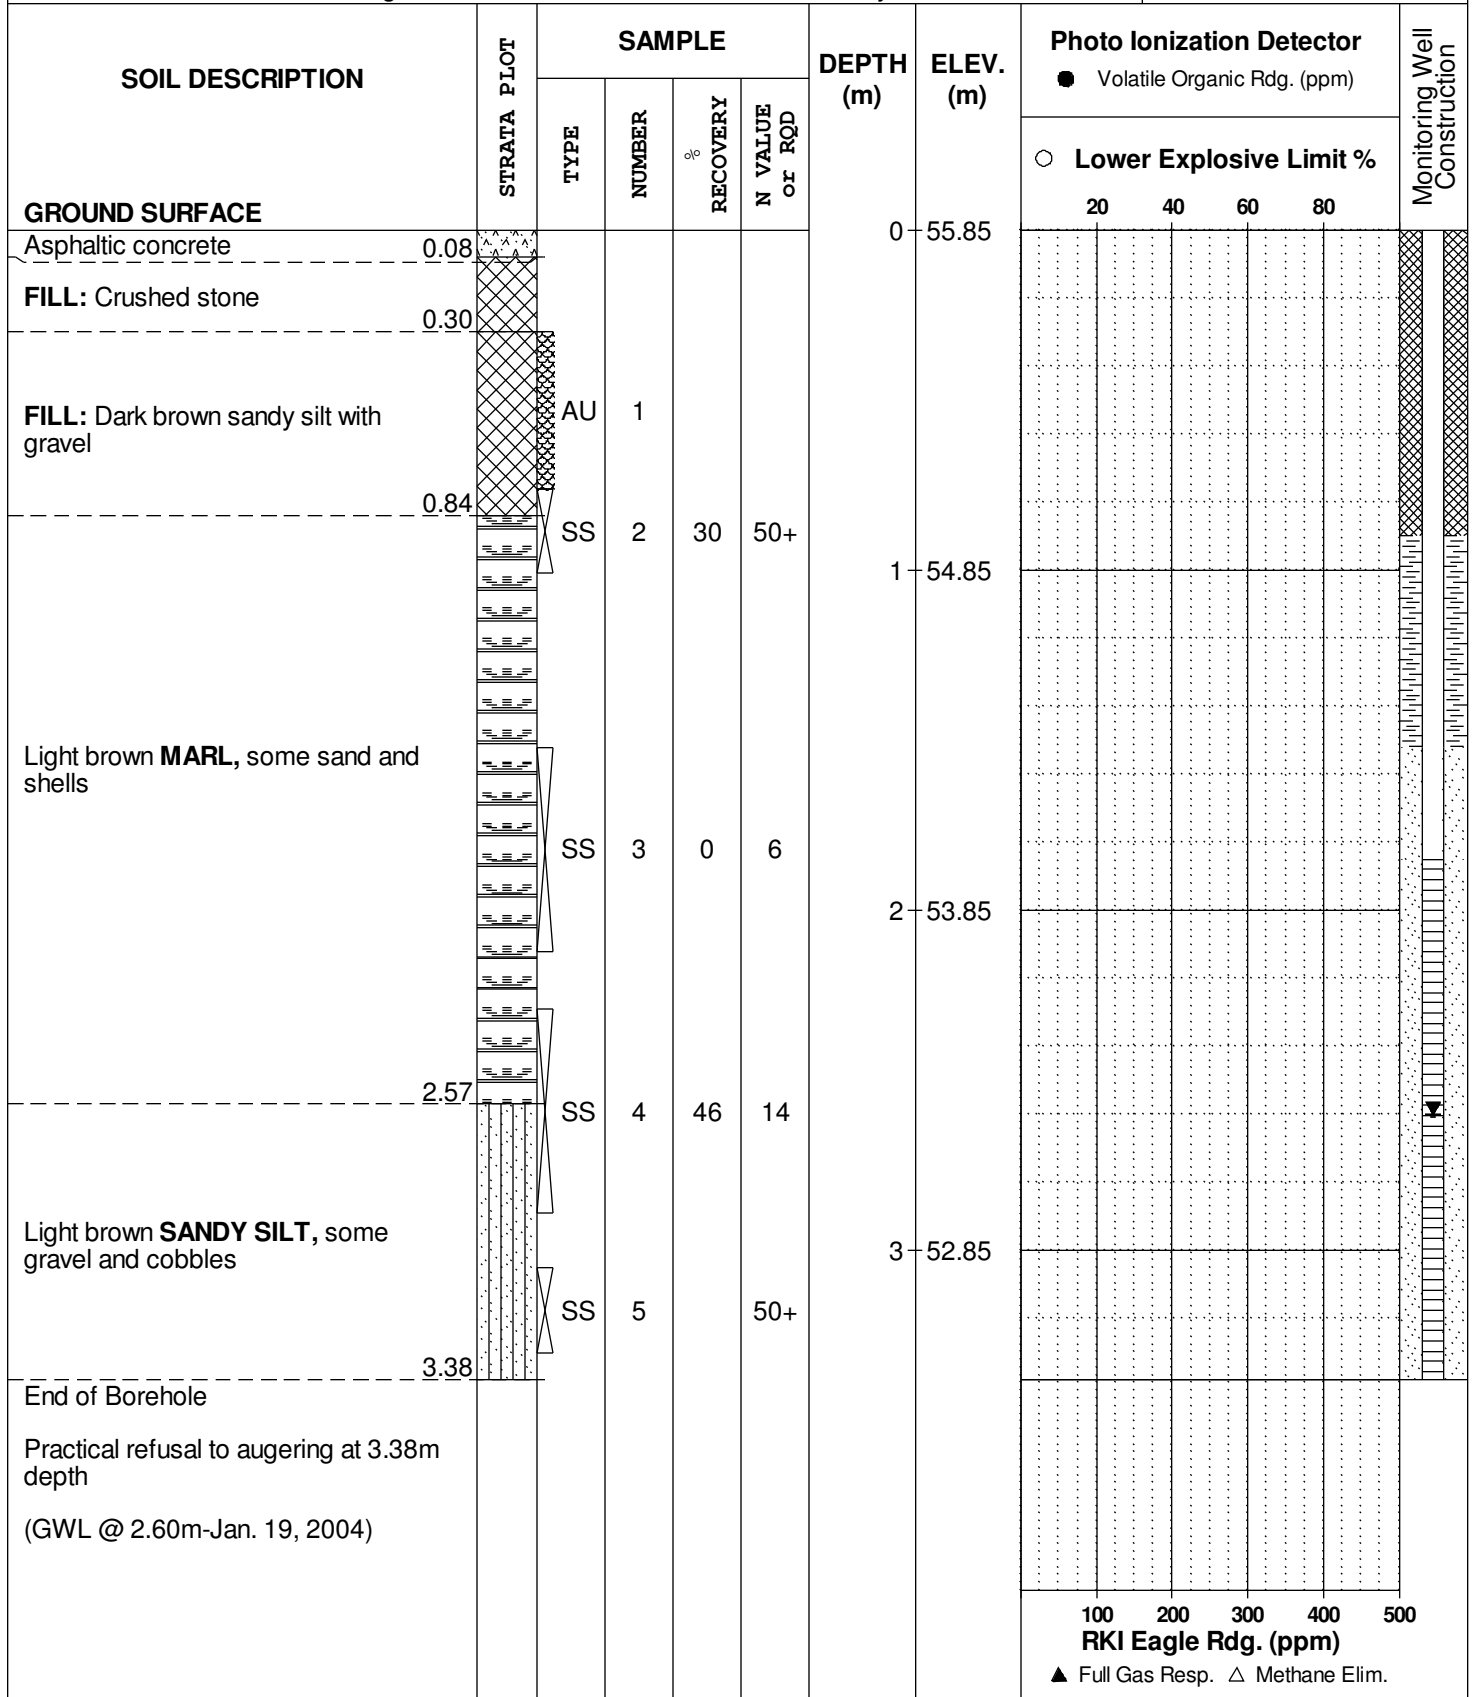 SOIL DESCRIPTION
GROUND SURFACE
STRATA PLOT
SAMPLE
TYPE
NUMBER
%
RECOVERY
N VALUE
or RQD
DEPTH
(m)
ELEV.
(m)
Photo Ionization Detector
● Volatile Organic Rdg. (ppm)
○ Lower Explosive Limit %
20 40 60 80
Monitoring Well
Construction
0 55.85
Asphaltic concrete 0.08
FILL: Crushed stone
0.30
FILL: Dark brown sandy silt with
gravel
AU 1
0.84
SS 2 30 50+
1 54.85
Light brown MARL, some sand and
shells
SS 3 0 6
2 53.85
2.57
SS 4 46 14
Light brown SANDY SILT, some
gravel and cobbles
3 52.85
SS 5 50+
3.38
End of Borehole
Practical refusal to augering at 3.38m
depth
(GWL @ 2.60m-Jan. 19, 2004)
100 200 300 400 500
RKI Eagle Rdg. (ppm)
▲ Full Gas Resp. △ Methane Elim.